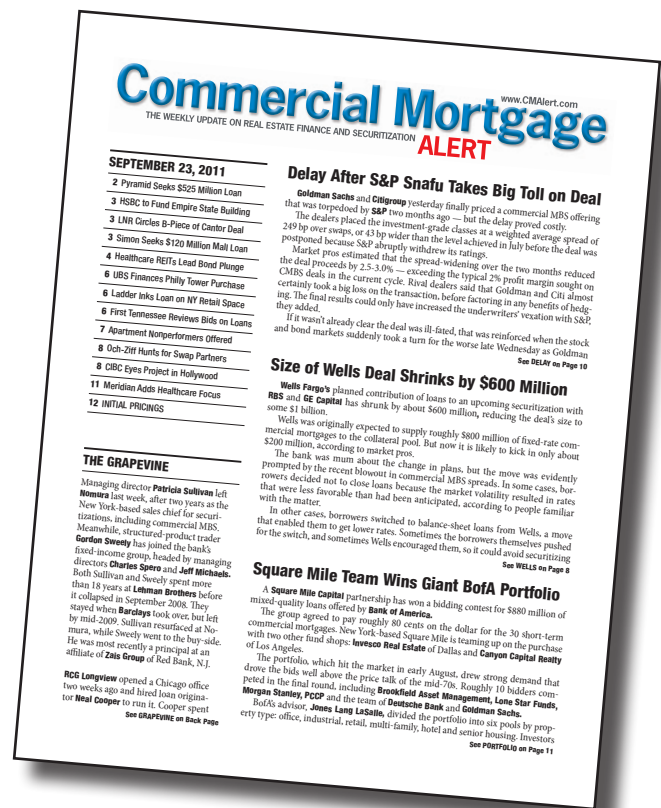 Commercial Mortgage
www.CMAlert.com
THE WEEKLY UPDATE ON REAL ESTATE FINANCE AND SECURITIZATION
ALERT
SEPTEMBER 23, 2011
2 Pyramid Seeks $525 Million Loan
3 HSBC to Fund Empire State Building
3 LNR Circles B-Piece of Cantor Deal
3 Simon Seeks $120 Million Mall Loan
4 Healthcare REITs Lead Bond Plunge
6 UBS Finances Philly Tower Purchase
6 Ladder Inks Loan on NY Retail Space
6 First Tennessee Reviews Bids on Loans
7 Apartment Nonperformers Offered
8 Och-Ziff Hunts for Swap Partners
8 CIBC Eyes Project in Hollywood
11 Meridian Adds Healthcare Focus
12 INITIAL PRICINGS
THE GRAPEVINE
Managing director Patricia Sullivan left
Nomura last week, after two years as the
New York-based sales chief for securi-
tizations, including commercial MBS.
Meanwhile, structured-product trader
Gordon Sweely has joined the bank's
fixed-income group, headed by managing
directors Charles Spero and Jeff Michaels.
Both Sullivan and Sweely spent more
than 18 years at Lehman Brothers before
it collapsed in September 2008. They
stayed when Barclays took over, but left
by mid-2009. Sullivan resurfaced at No-
mura, while Sweely went to the buy-side.
He was most recently a principal at an
affiliate of Zais Group of Red Bank, N.J.
RCG Longview opened a Chicago office
two weeks ago and hired loan origina-
tor Neal Cooper to run it. Cooper spent
See GRAPEVINE on Back Page
Delay After S&P Snafu Takes Big Toll on Deal
Goldman Sachs and Citigroup yesterday finally priced a commercial MBS offering
that was torpedoed by S&P two months ago — but the delay proved costly.
The dealers placed the investment-grade classes at a weighted average spread of
249 bp over swaps, or 43 bp wider than the level achieved in July before the deal was
postponed because S&P abruptly withdrew its ratings.
Market pros estimated that the spread-widening over the two months reduced
the deal proceeds by 2.5-3.0% — exceeding the typical 2% profit margin sought on
CMBS deals in the current cycle. Rival dealers said that Goldman and Citi almost
certainly took a big loss on the transaction, before factoring in any benefits of hedg-
ing. The final results could only have increased the underwriters' vexation with S&P,
they added.
If it wasn't already clear the deal was ill-fated, that was reinforced when the stock
and bond markets suddenly took a turn for the worse late Wednesday as Goldman
See DELAY on Page 10
Size of Wells Deal Shrinks by $600 Million
Wells Fargo's planned contribution of loans to an upcoming securitization with
RBS and GE Capital has shrunk by about $600 million, reducing the deal's size to
some $1 billion.
Wells was originally expected to supply roughly $800 million of fixed-rate com-
mercial mortgages to the collateral pool. But now it is likely to kick in only about
$200 million, according to market pros.
The bank was mum about the change in plans, but the move was evidently
prompted by the recent blowout in commercial MBS spreads. In some cases, bor-
rowers decided not to close loans because the market volatility resulted in rates
that were less favorable than had been anticipated, according to people familiar
with the matter.
In other cases, borrowers switched to balance-sheet loans from Wells, a move
that enabled them to get lower rates. Sometimes the borrowers themselves pushed
for the switch, and sometimes Wells encouraged them, so it could avoid securitizing
See WELLS on Page 8
Square Mile Team Wins Giant BofA Portfolio
A Square Mile Capital partnership has won a bidding contest for $880 million of
mixed-quality loans offered by Bank of America.
The group agreed to pay roughly 80 cents on the dollar for the 30 short-term
commercial mortgages. New York-based Square Mile is teaming up on the purchase
with two other fund shops: Invesco Real Estate of Dallas and Canyon Capital Realty
of Los Angeles.
The portfolio, which hit the market in early August, drew strong demand that
drove the bids well above the price talk of the mid-70s. Roughly 10 bidders com-
peted in the final round, including Brookfield Asset Management, Lone Star Funds,
Morgan Stanley, PCCP and the team of Deutsche Bank and Goldman Sachs.
BofA's advisor, Jones Lang LaSalle, divided the portfolio into six pools by prop-
erty type: office, industrial, retail, multi-family, hotel and senior housing. Investors
See PORTFOLIO on Page 11